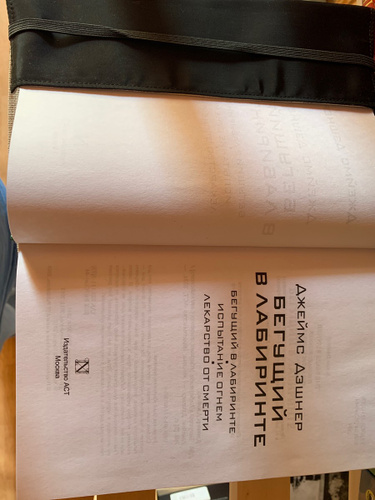 ДЖЕЙМС ДЭШНЕР
БЕГУЩИЙ
В ЛАБИРИНТЕ
БЕГУЩИЙ В ЛАБИРИНТЕ
ИСПЫТАНИЕ ОГНЕМ
ЛЕКАРСТВО ОТ СМЕРТИ
Издательство АСТ
Москва